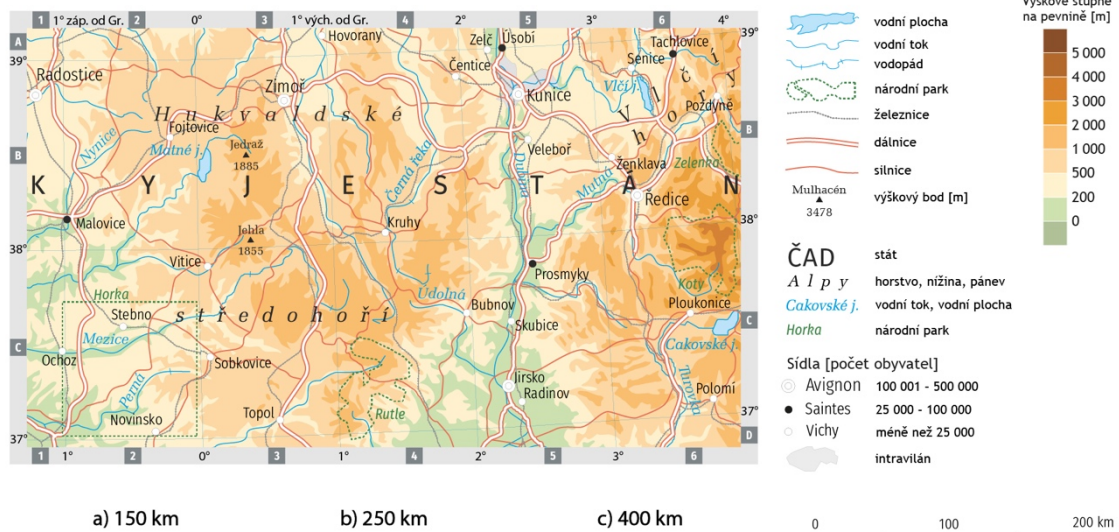 1 1° záp. od Gr. 2 0° 3 1° vých. od Gr. 4 2° 5 3° 6 4°
39°
39°
A
Hovorany
Zelč
Úsobí
Tachlovice
Čentice
Senice
Radostice
Zimoř
Vlčí j.
Pozdyně
Kunice
Vlčí hory
Hukvaldské
Fojtovice
B
B
Nynice
Matné j.
Jedraž
1885
Černá řeka
Dubná
Veleboř
Ženklava
Zelenka
Mutná
KYJESTÁN
Ředice
Malovice
Kruhy
38°
38°
Jehla
1855
Vitice
Prosmyky
Údolná
Koty
Ploukonice
Horka
Bubnov
středohoří
Stebno
Skubice
C
Mezice
Cakovské j.
C
Ochoz
Sobkovice
Jirsko
Radinov
Turovka
Polomí
Perná
Rutle
Novinsko
Topol
37°
37°
D
1 1° 2 0° 3 1° 4 2° 5 3° 6
vodní plocha
vodní tok
vodopád
národní park
železnice
dálnice
silnice
Mulhacén
3478
výškový bod [m]
ČAD stát
Alpy horstvo, nížina, pánev
Cakovské j. vodní tok, vodní plocha
Horka národní park
Sídla [počet obyvatel]
Avignon 100 001 - 500 000
Saintes 25 000 - 100 000
Vichy méně než 25 000
intravilán
Výškové stupně
na pevnině [m]
5 000
4 000
3 000
2 000
1 000
500
200
0
a) 150 km b) 250 km c) 400 km
0 100 200 km